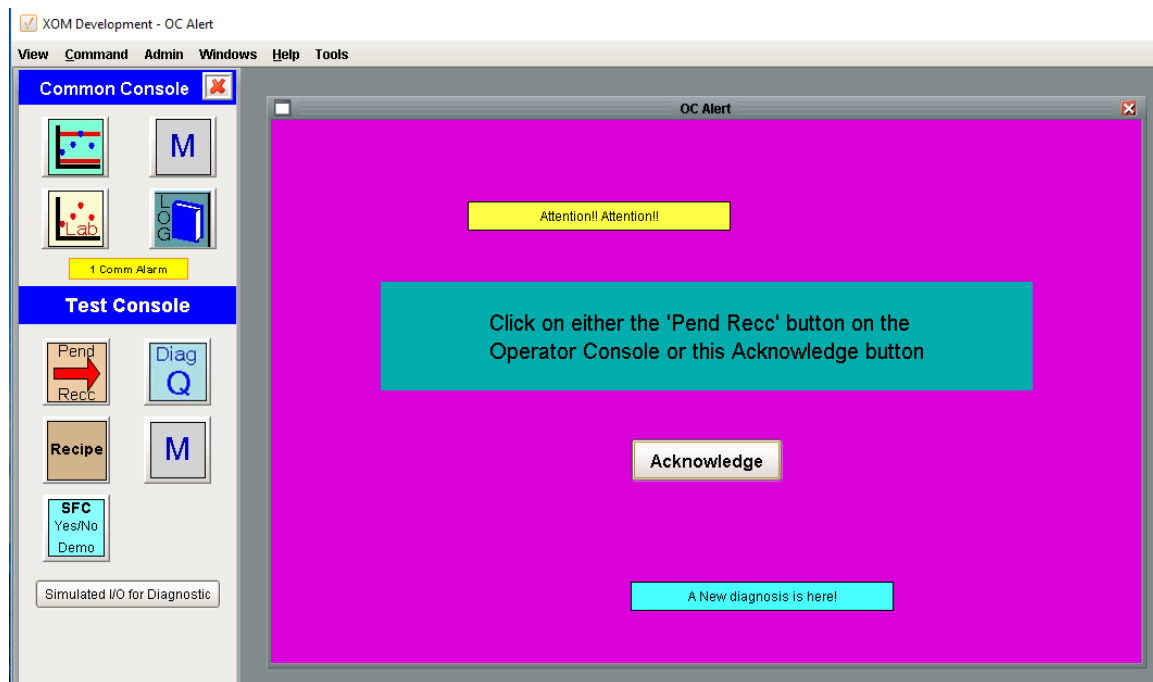 XOM Development - OC Alert
View Command Admin Windows Help Tools
Common Console
M
Lab
LOG
1 Comm Alarm
Test Console
Pend
Recc
Diag
Q
Recipe
M
SFC
Yes/No
Demo
Simulated I/O for Diagnostic
OC Alert
Attention!! Attention!!
Click on either the 'Pend Recc' button on the
Operator Console or this Acknowledge button
Acknowledge
A New diagnosis is here!